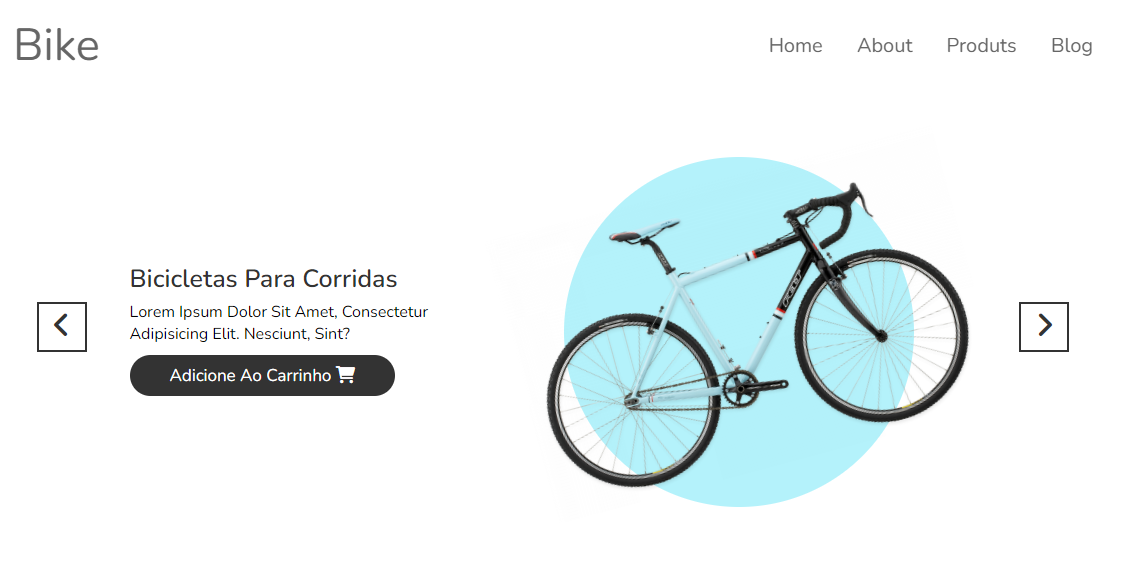 Bike
Home About Produts Blog
Bicicletas Para Corridas
Lorem Ipsum Dolor Sit Amet, Consectetur
Adipisicing Elit. Nesciunt, Sint?
Adicione Ao Carrinho